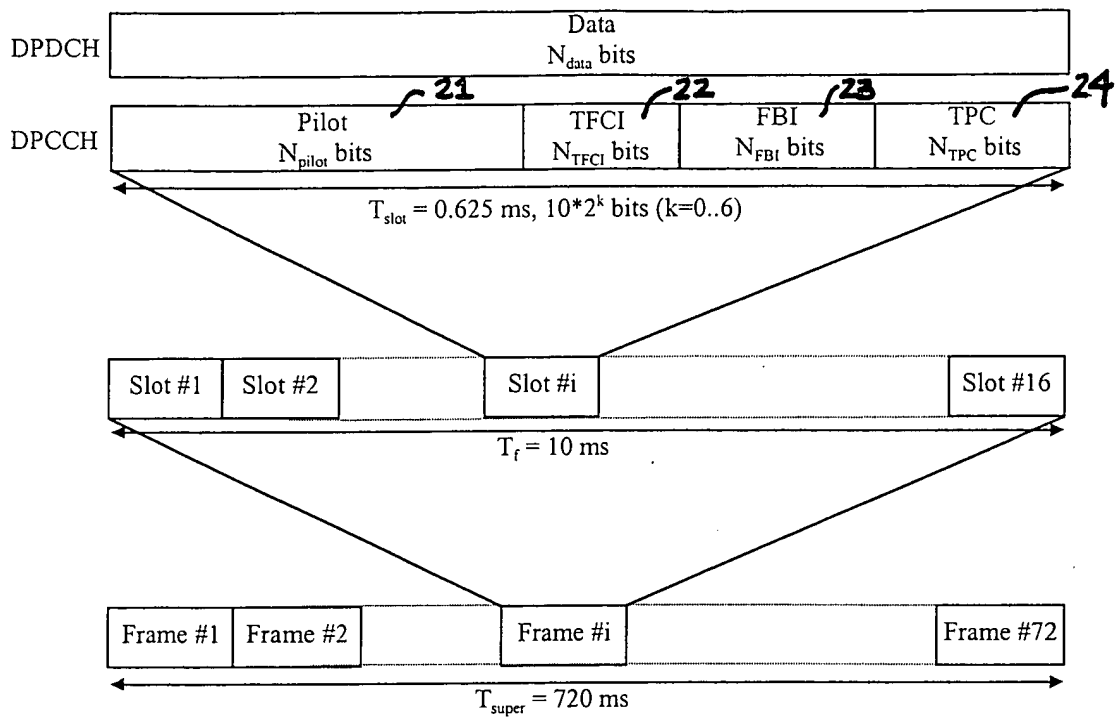 DPDCH
Data
N_data bits
21
22
23
24
DPCCH
Pilot
N_pilot bits
TFCI
N_TFCI bits
FBI
N_FBI bits
TPC
N_TPC bits
T_slot = 0.625 ms, 10*2^k bits (k=0..6)
Slot #1
Slot #2
Slot #i
Slot #16
T_f = 10 ms
Frame #1
Frame #2
Frame #i
Frame #72
T_super = 720 ms